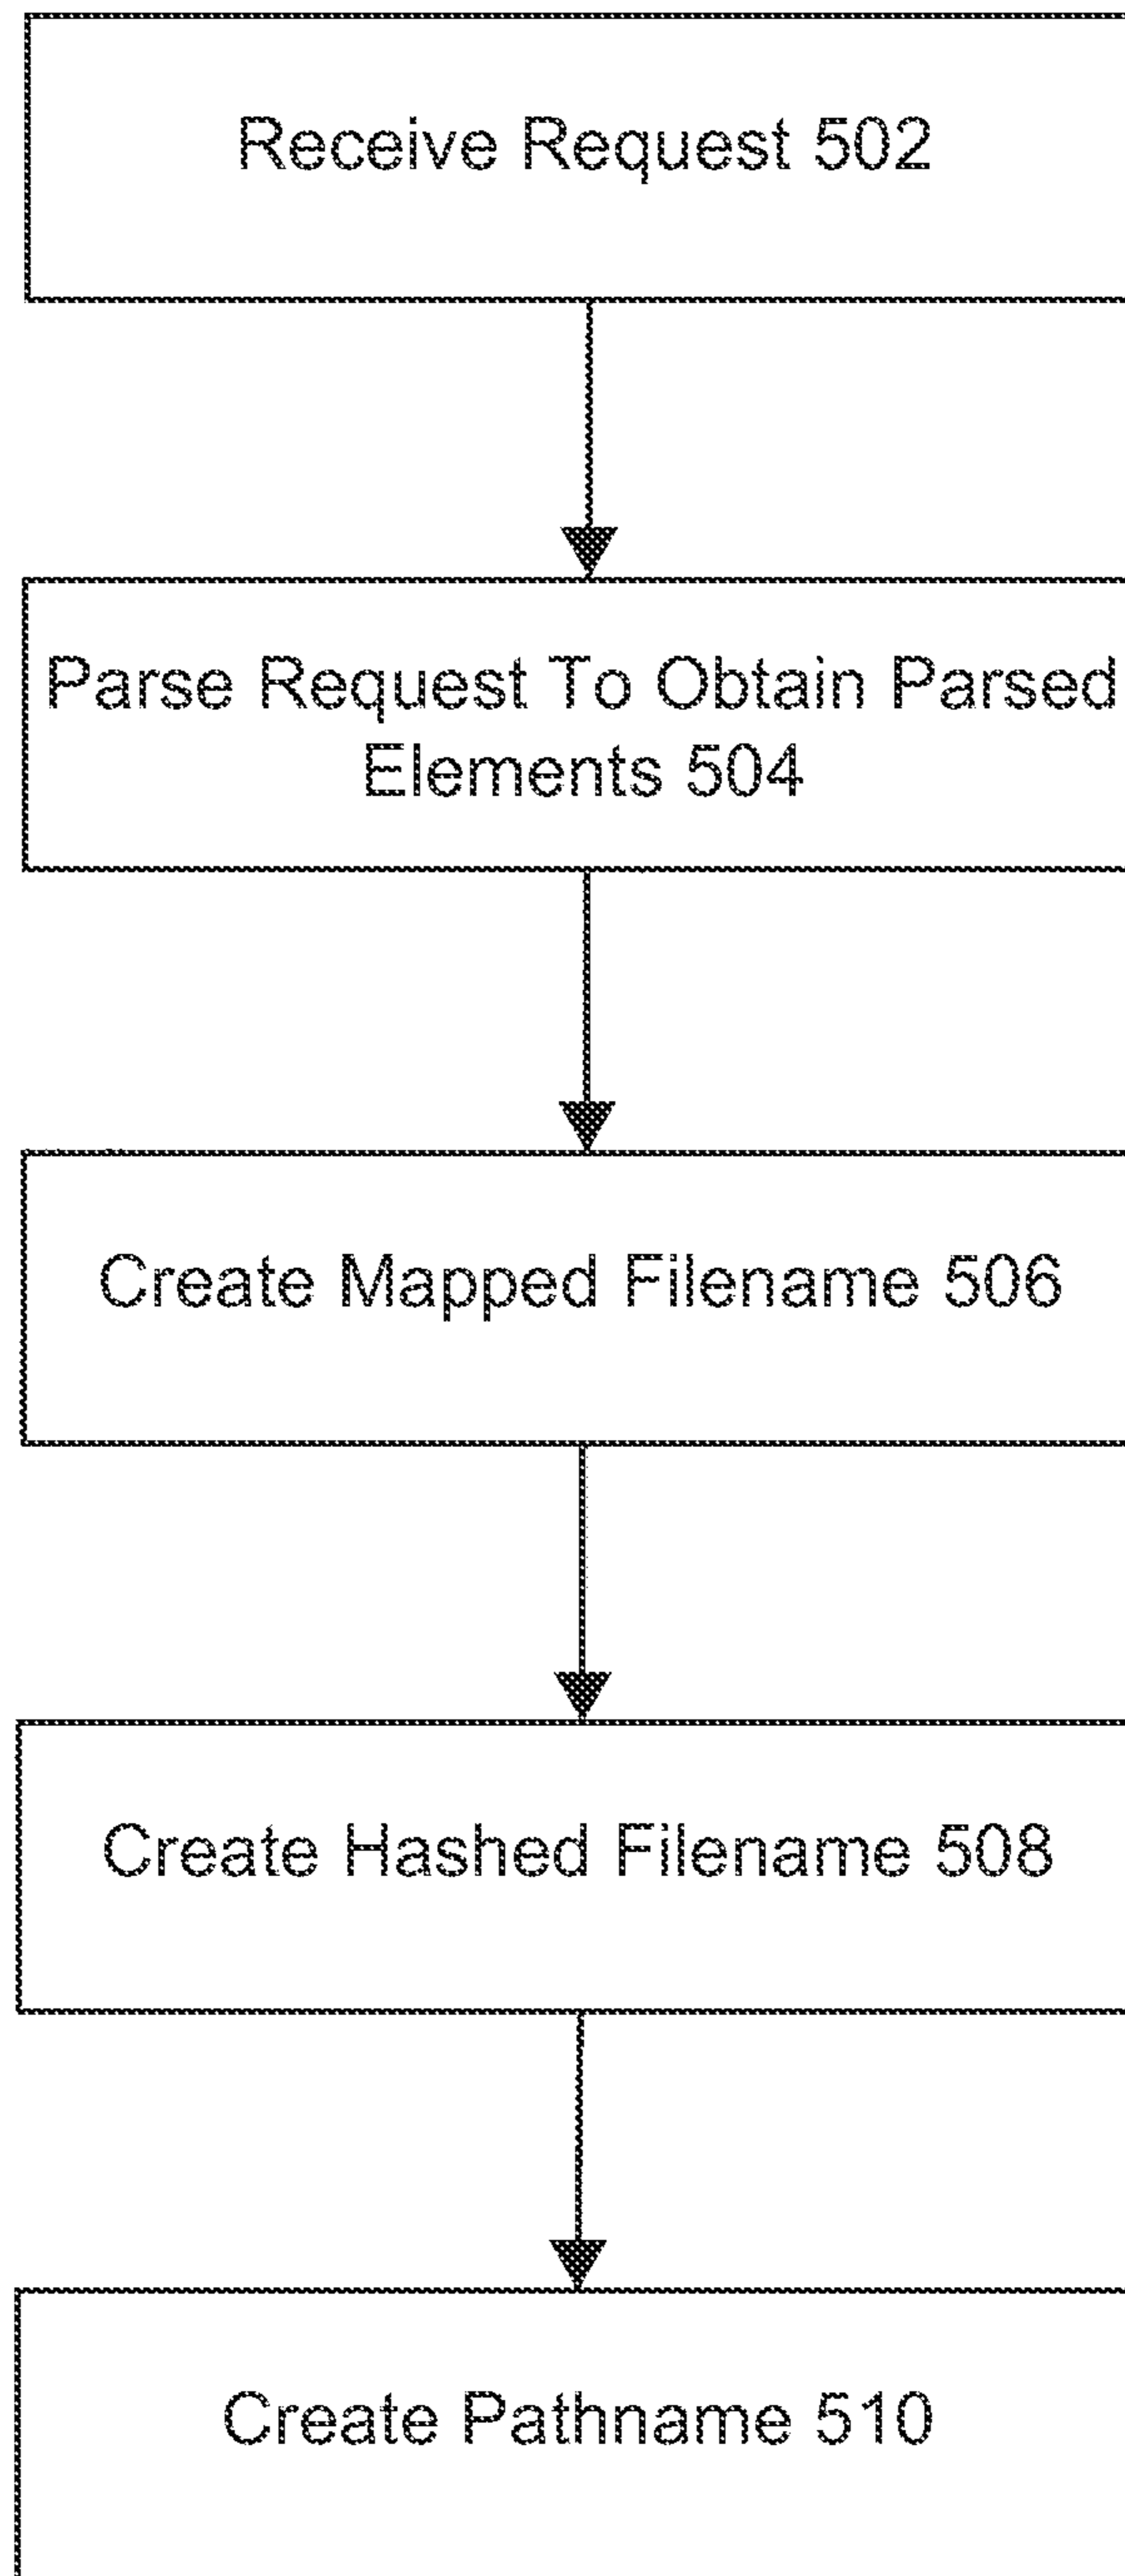 Receive Request 502
Parse Request To Obtain Parsed
Elements 504
Create Mapped Filename 506
Create Hashed Filename 508
Create Pathname 510